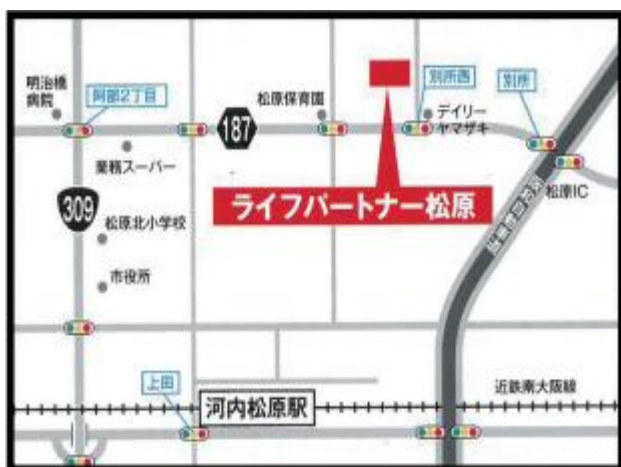 明治橋
病院
阿部2丁目
松原保育園
別所西
別所
187
デイリー
ヤマザキ
業務スーパー
松原IC
ライフパートナー松原
309
松原北小学校
市役所
上田
河内松原駅
近鉄南大阪線